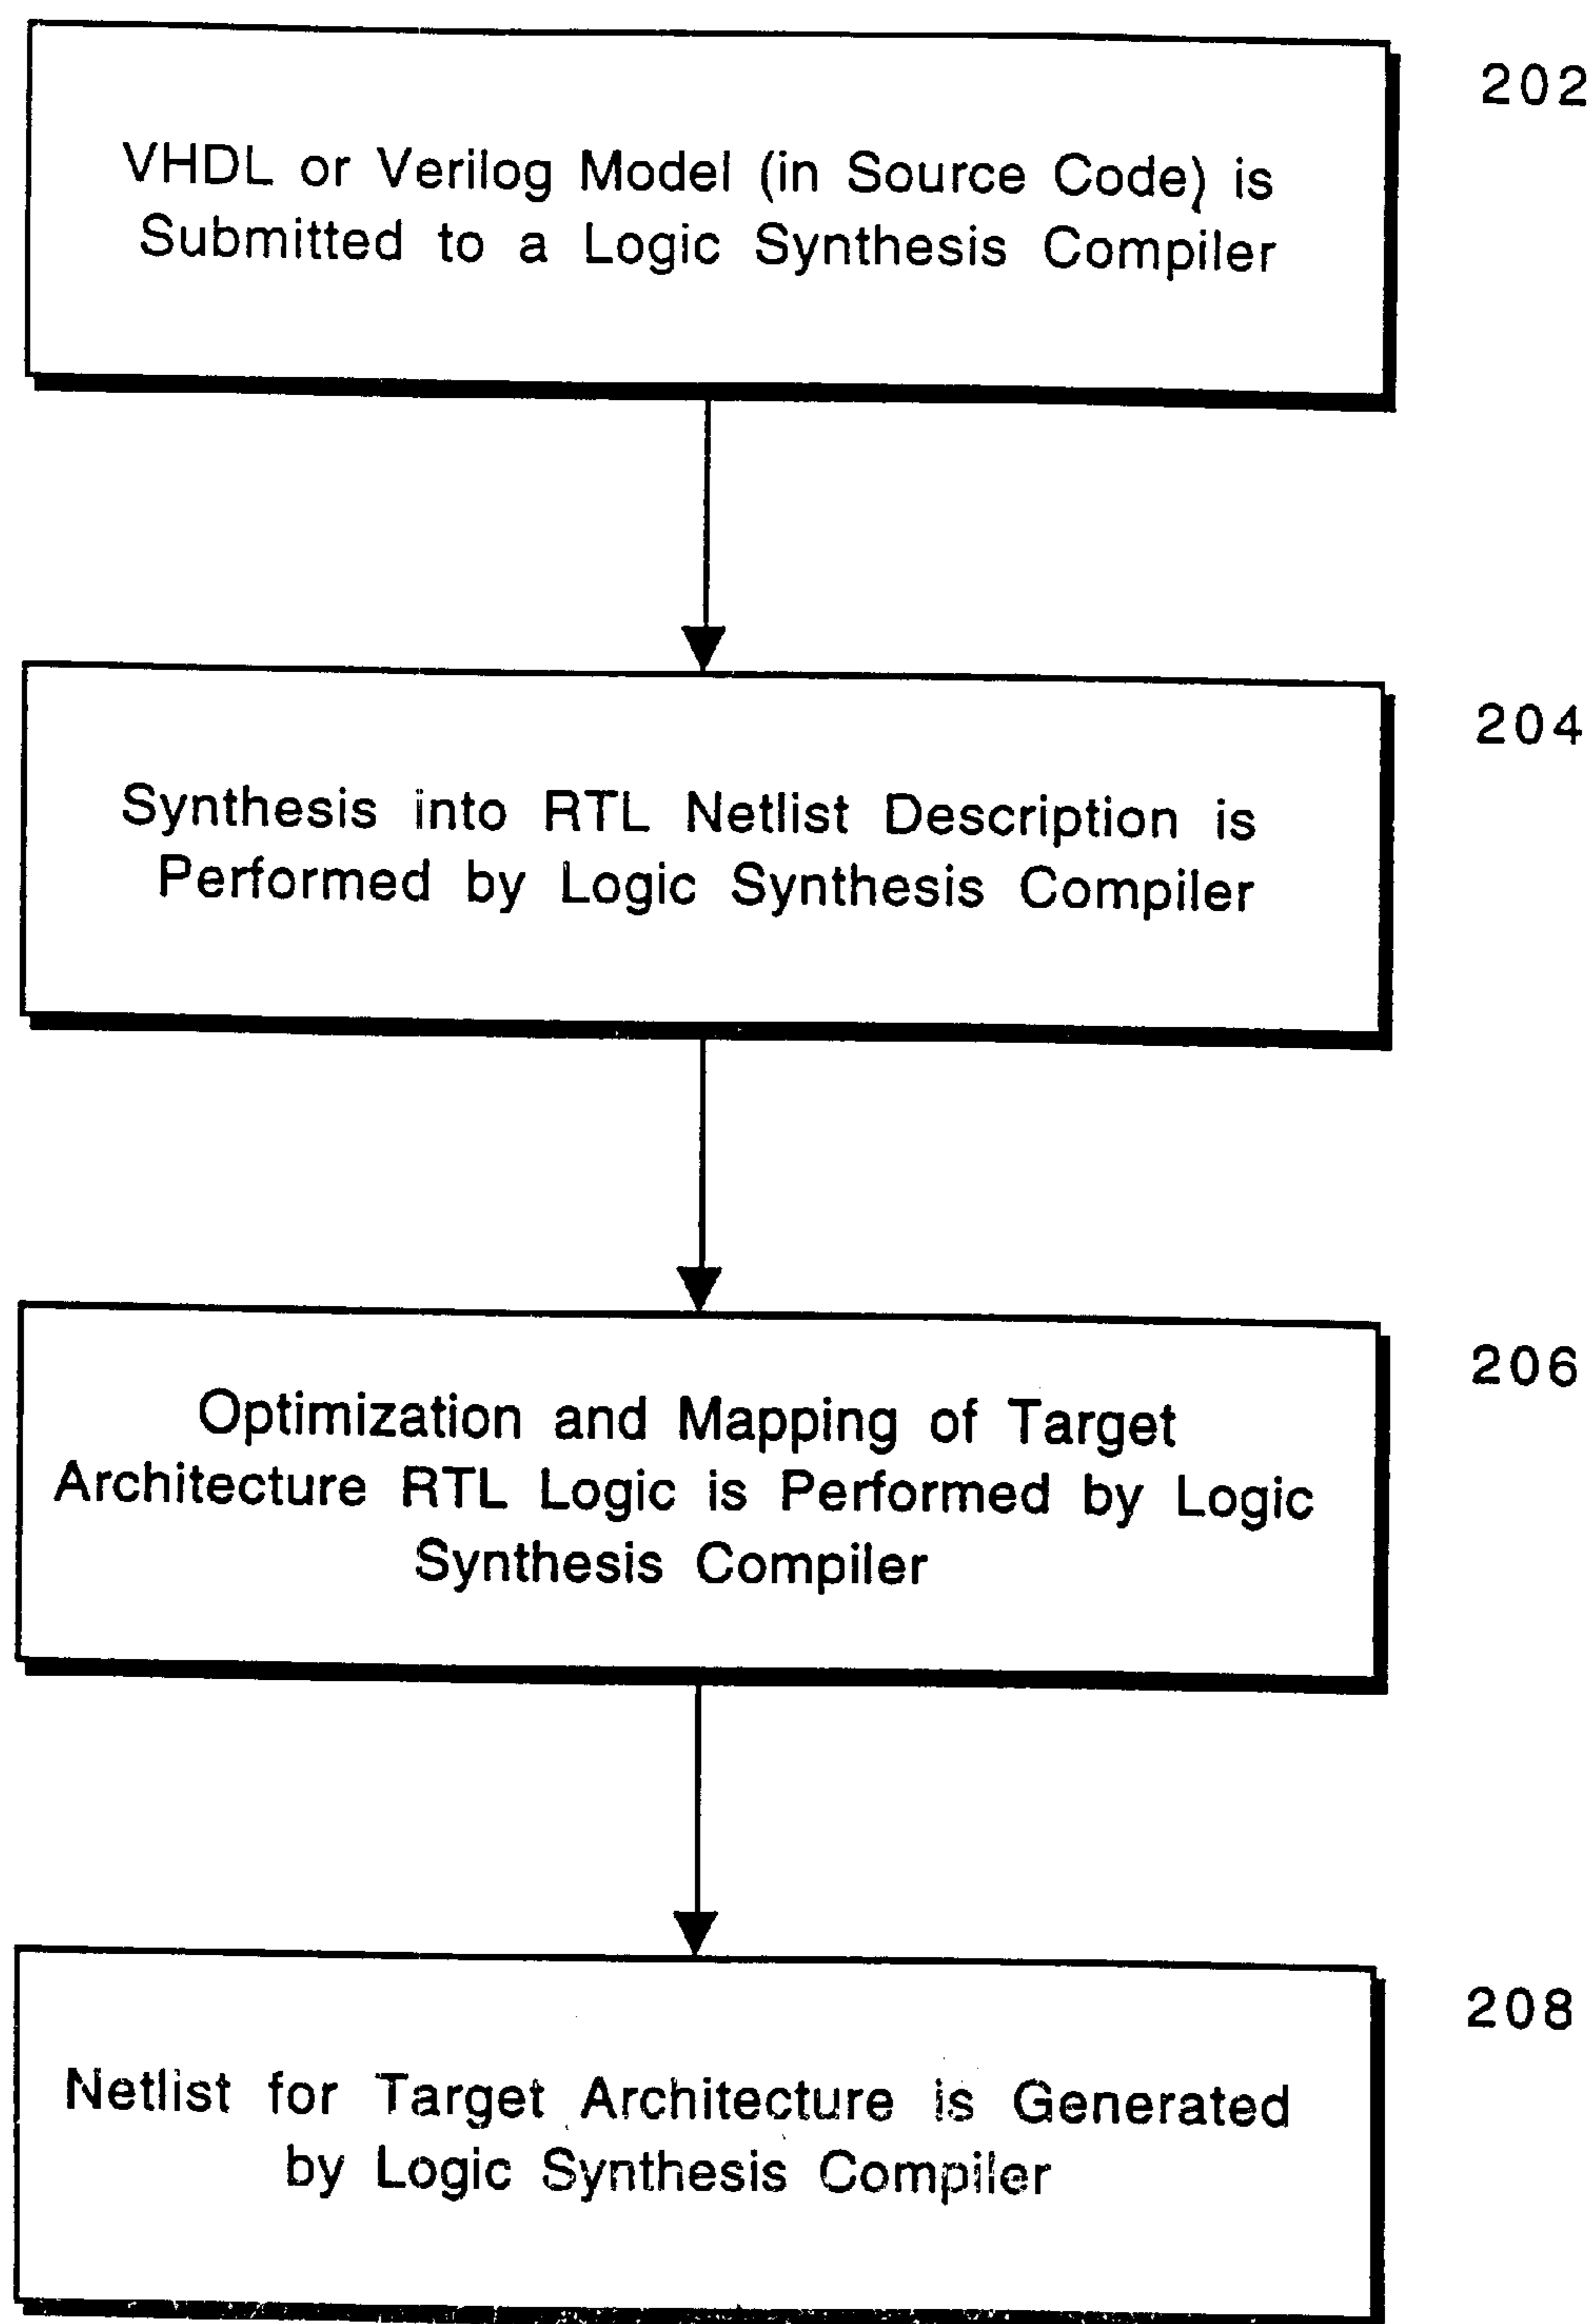 202
VHDL or Verilog Model (in Source Code) is
Submitted to a Logic Synthesis Compiler
204
Synthesis into RTL Netlist Description is
Performed by Logic Synthesis Compiler
206
Optimization and Mapping of Target
Architecture RTL Logic is Performed by Logic
Synthesis Compiler
208
Netlist for Target Architecture is Generated
by Logic Synthesis Compiler